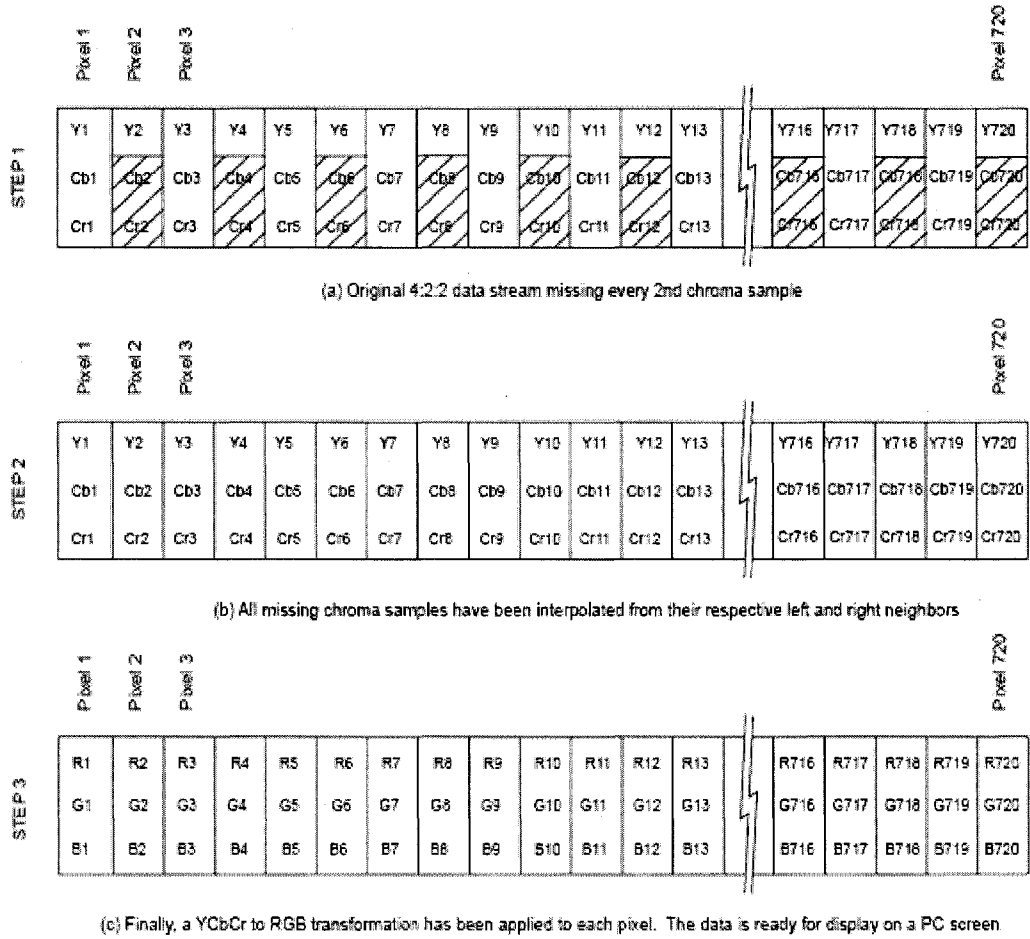 Pixel 1 Pixel 2 Pixel 3 Pixel 720
STEP 1
Y1 Y2 Y3 Y4 Y5 Y6 Y7 Y8 Y9 Y10 Y11 Y12 Y13 Y716 Y717 Y718 Y719 Y720
Cb1 Cb2 Cb3 Cb4 Cb5 Cb6 Cb7 Cb8 Cb9 Cb10 Cb11 Cb12 Cb13 Cb716 Cb717 Cb718 Cb719 Cb720
Cr1 Cr2 Cr3 Cr4 Cr5 Cr6 Cr7 Cr8 Cr9 Cr10 Cr11 Cr12 Cr13 Cr716 Cr717 Cr718 Cr719 Cr720
(a) Original 4:2:2 data stream missing every 2nd chroma sample
Pixel 1 Pixel 2 Pixel 3 Pixel 720
STEP 2
Y1 Y2 Y3 Y4 Y5 Y6 Y7 Y8 Y9 Y10 Y11 Y12 Y13 Y716 Y717 Y718 Y719 Y720
Cb1 Cb2 Cb3 Cb4 Cb5 Cb6 Cb7 Cb8 Cb9 Cb10 Cb11 Cb12 Cb13 Cb716 Cb717 Cb718 Cb719 Cb720
Cr1 Cr2 Cr3 Cr4 Cr5 Cr6 Cr7 Cr8 Cr9 Cr10 Cr11 Cr12 Cr13 Cr716 Cr717 Cr718 Cr719 Cr720
(b) All missing chroma samples have been interpolated from their respective left and right neighbors
Pixel 1 Pixel 2 Pixel 3 Pixel 720
STEP 3
R1 R2 R3 R4 R5 R6 R7 R8 R9 R10 R11 R12 R13 R716 R717 R718 R719 R720
G1 G2 G3 G4 G5 G6 G7 G8 G9 G10 G11 G12 G13 G716 G717 G718 G719 G720
B1 B2 B3 B4 B5 B6 B7 B8 B9 B10 B11 B12 B13 B716 B717 B718 B719 B720
(c) Finally, a YCbCr to RGB transformation has been applied to each pixel. The data is ready for display on a PC screen